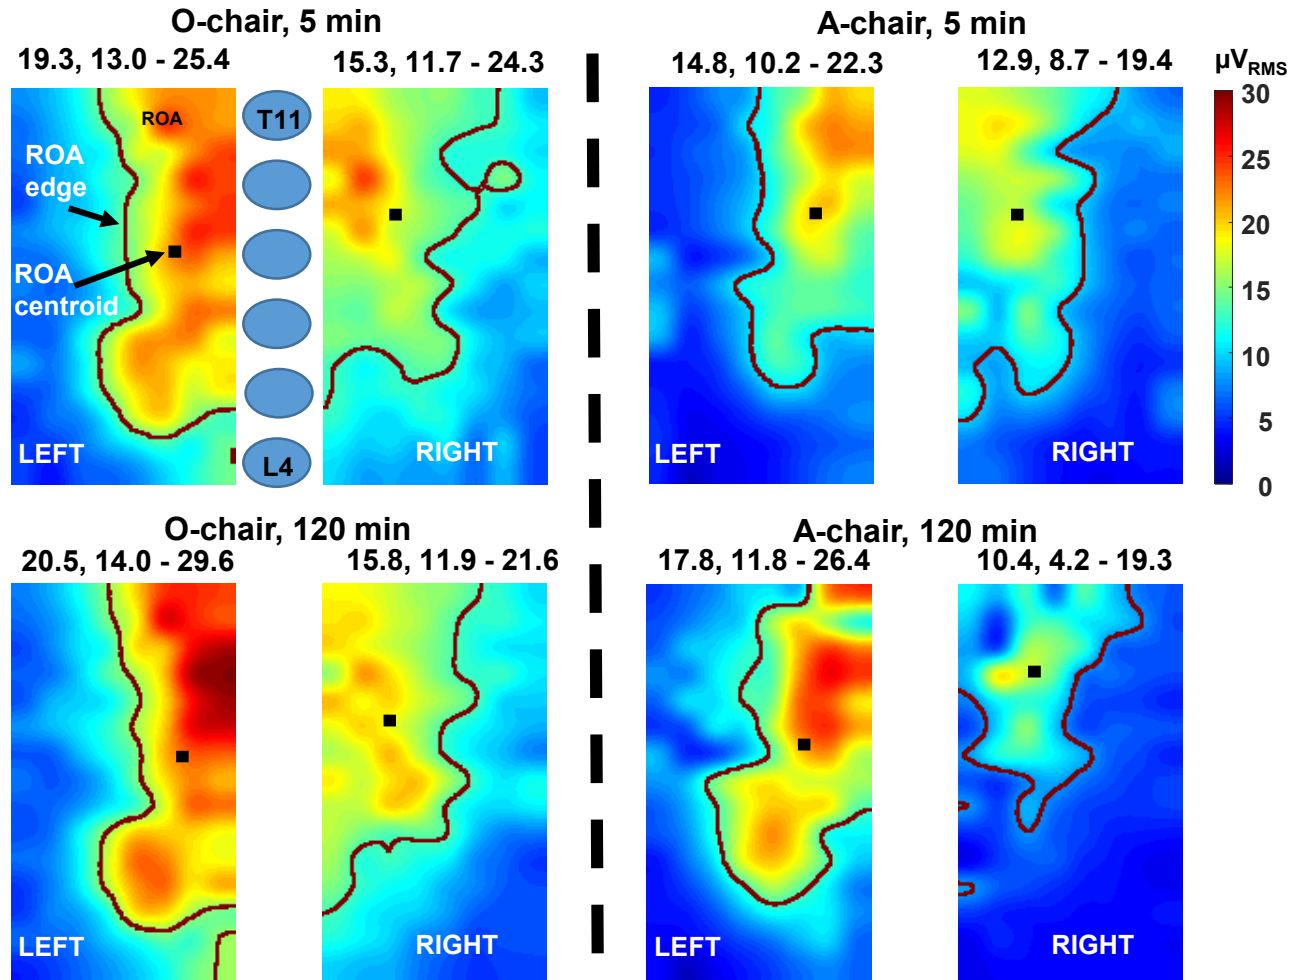 O-chair, 5 min
19.3, 13.0 - 25.4
15.3, 11.7 - 24.3
ROA
T11
ROA
edge
ROA
centroid
LEFT
L4
RIGHT
A-chair, 5 min
14.8, 10.2 - 22.3
12.9, 8.7 - 19.4
LEFT
RIGHT
µVRMS
30
25
20
15
10
5
0
O-chair, 120 min
20.5, 14.0 - 29.6
15.8, 11.9 - 21.6
LEFT
RIGHT
A-chair, 120 min
17.8, 11.8 - 26.4
10.4, 4.2 - 19.3
LEFT
RIGHT